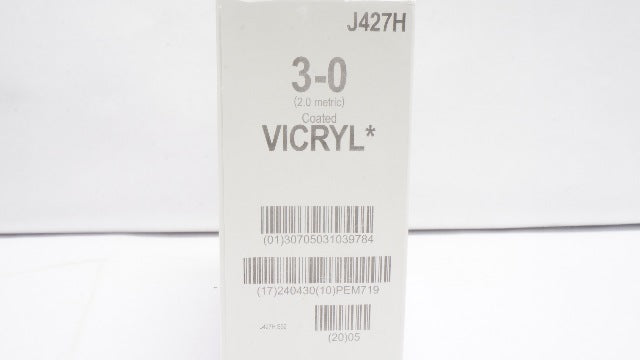 J427H
3-0
(2.0 metric)
Coated
VICRYL*
(01)30705031039784
(17)240430(10)PEM719
(20)05